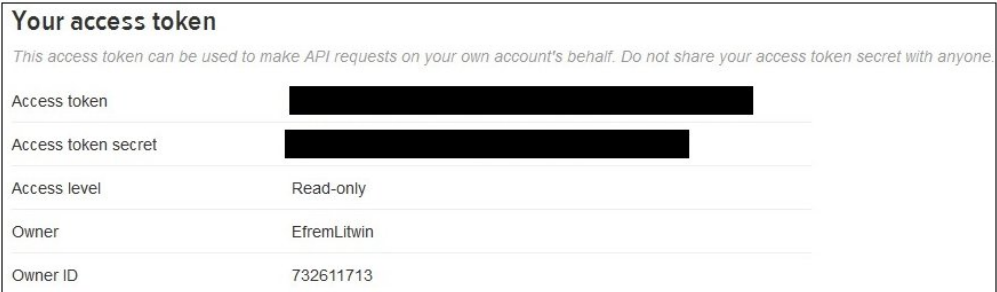 Your access token
This access token can be used to make API requests on your own account's behalf. Do not share your access token secret with anyone.
Access token
Access token secret
Access level Read-only
Owner EfremLitwin
Owner ID 732611713